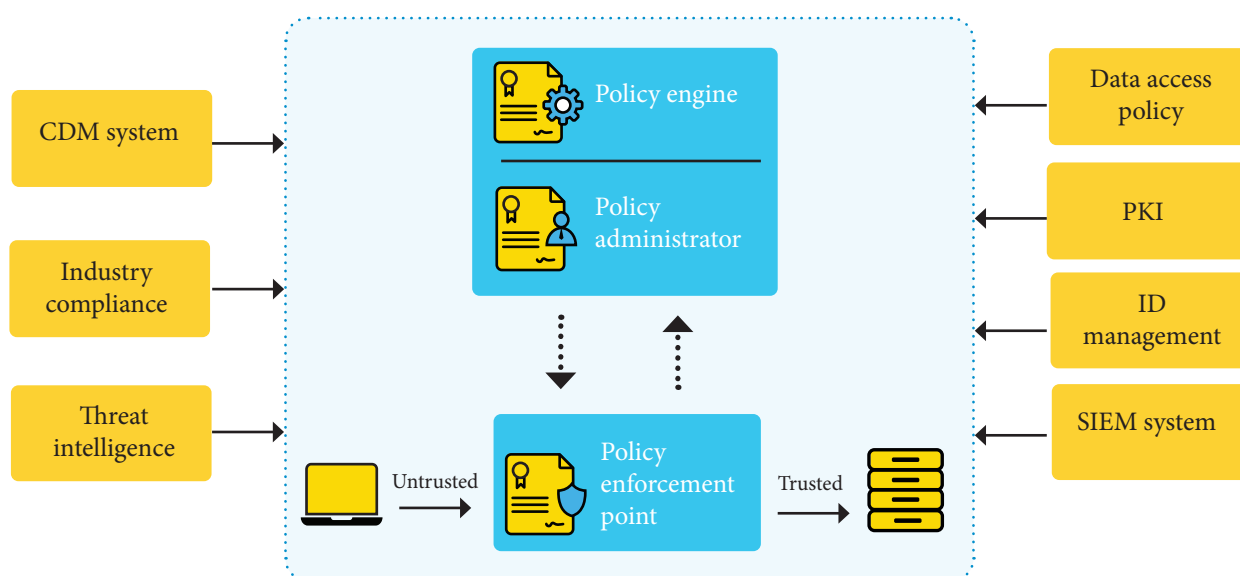 CDM system
Industry
compliance
Threat
intelligence
Policy engine
Policy
administrator
Untrusted
Policy
enforcement
point
Trusted
Data access
policy
PKI
ID
management
SIEM system